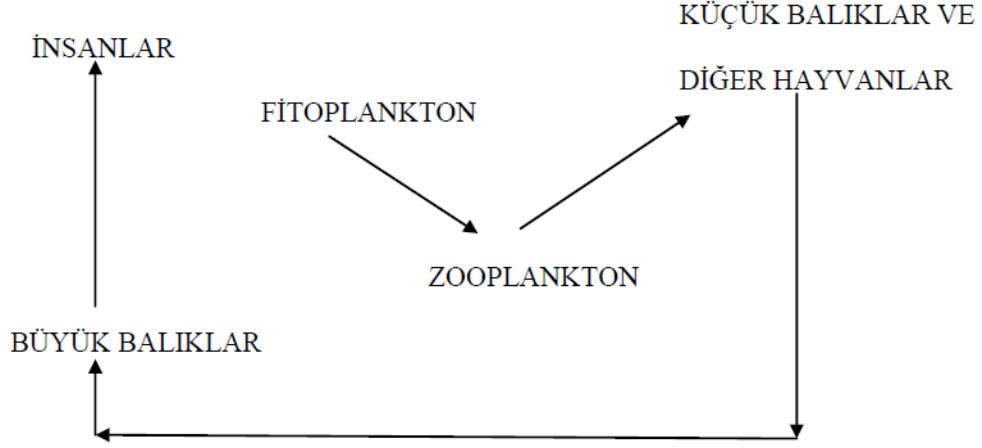 KÜÇÜK BALIKLAR VE
İNSANLAR
DİĞER HAYVANLAR
FİTOPLANKTON
ZOOPLANKTON
BÜYÜK BALIKLAR